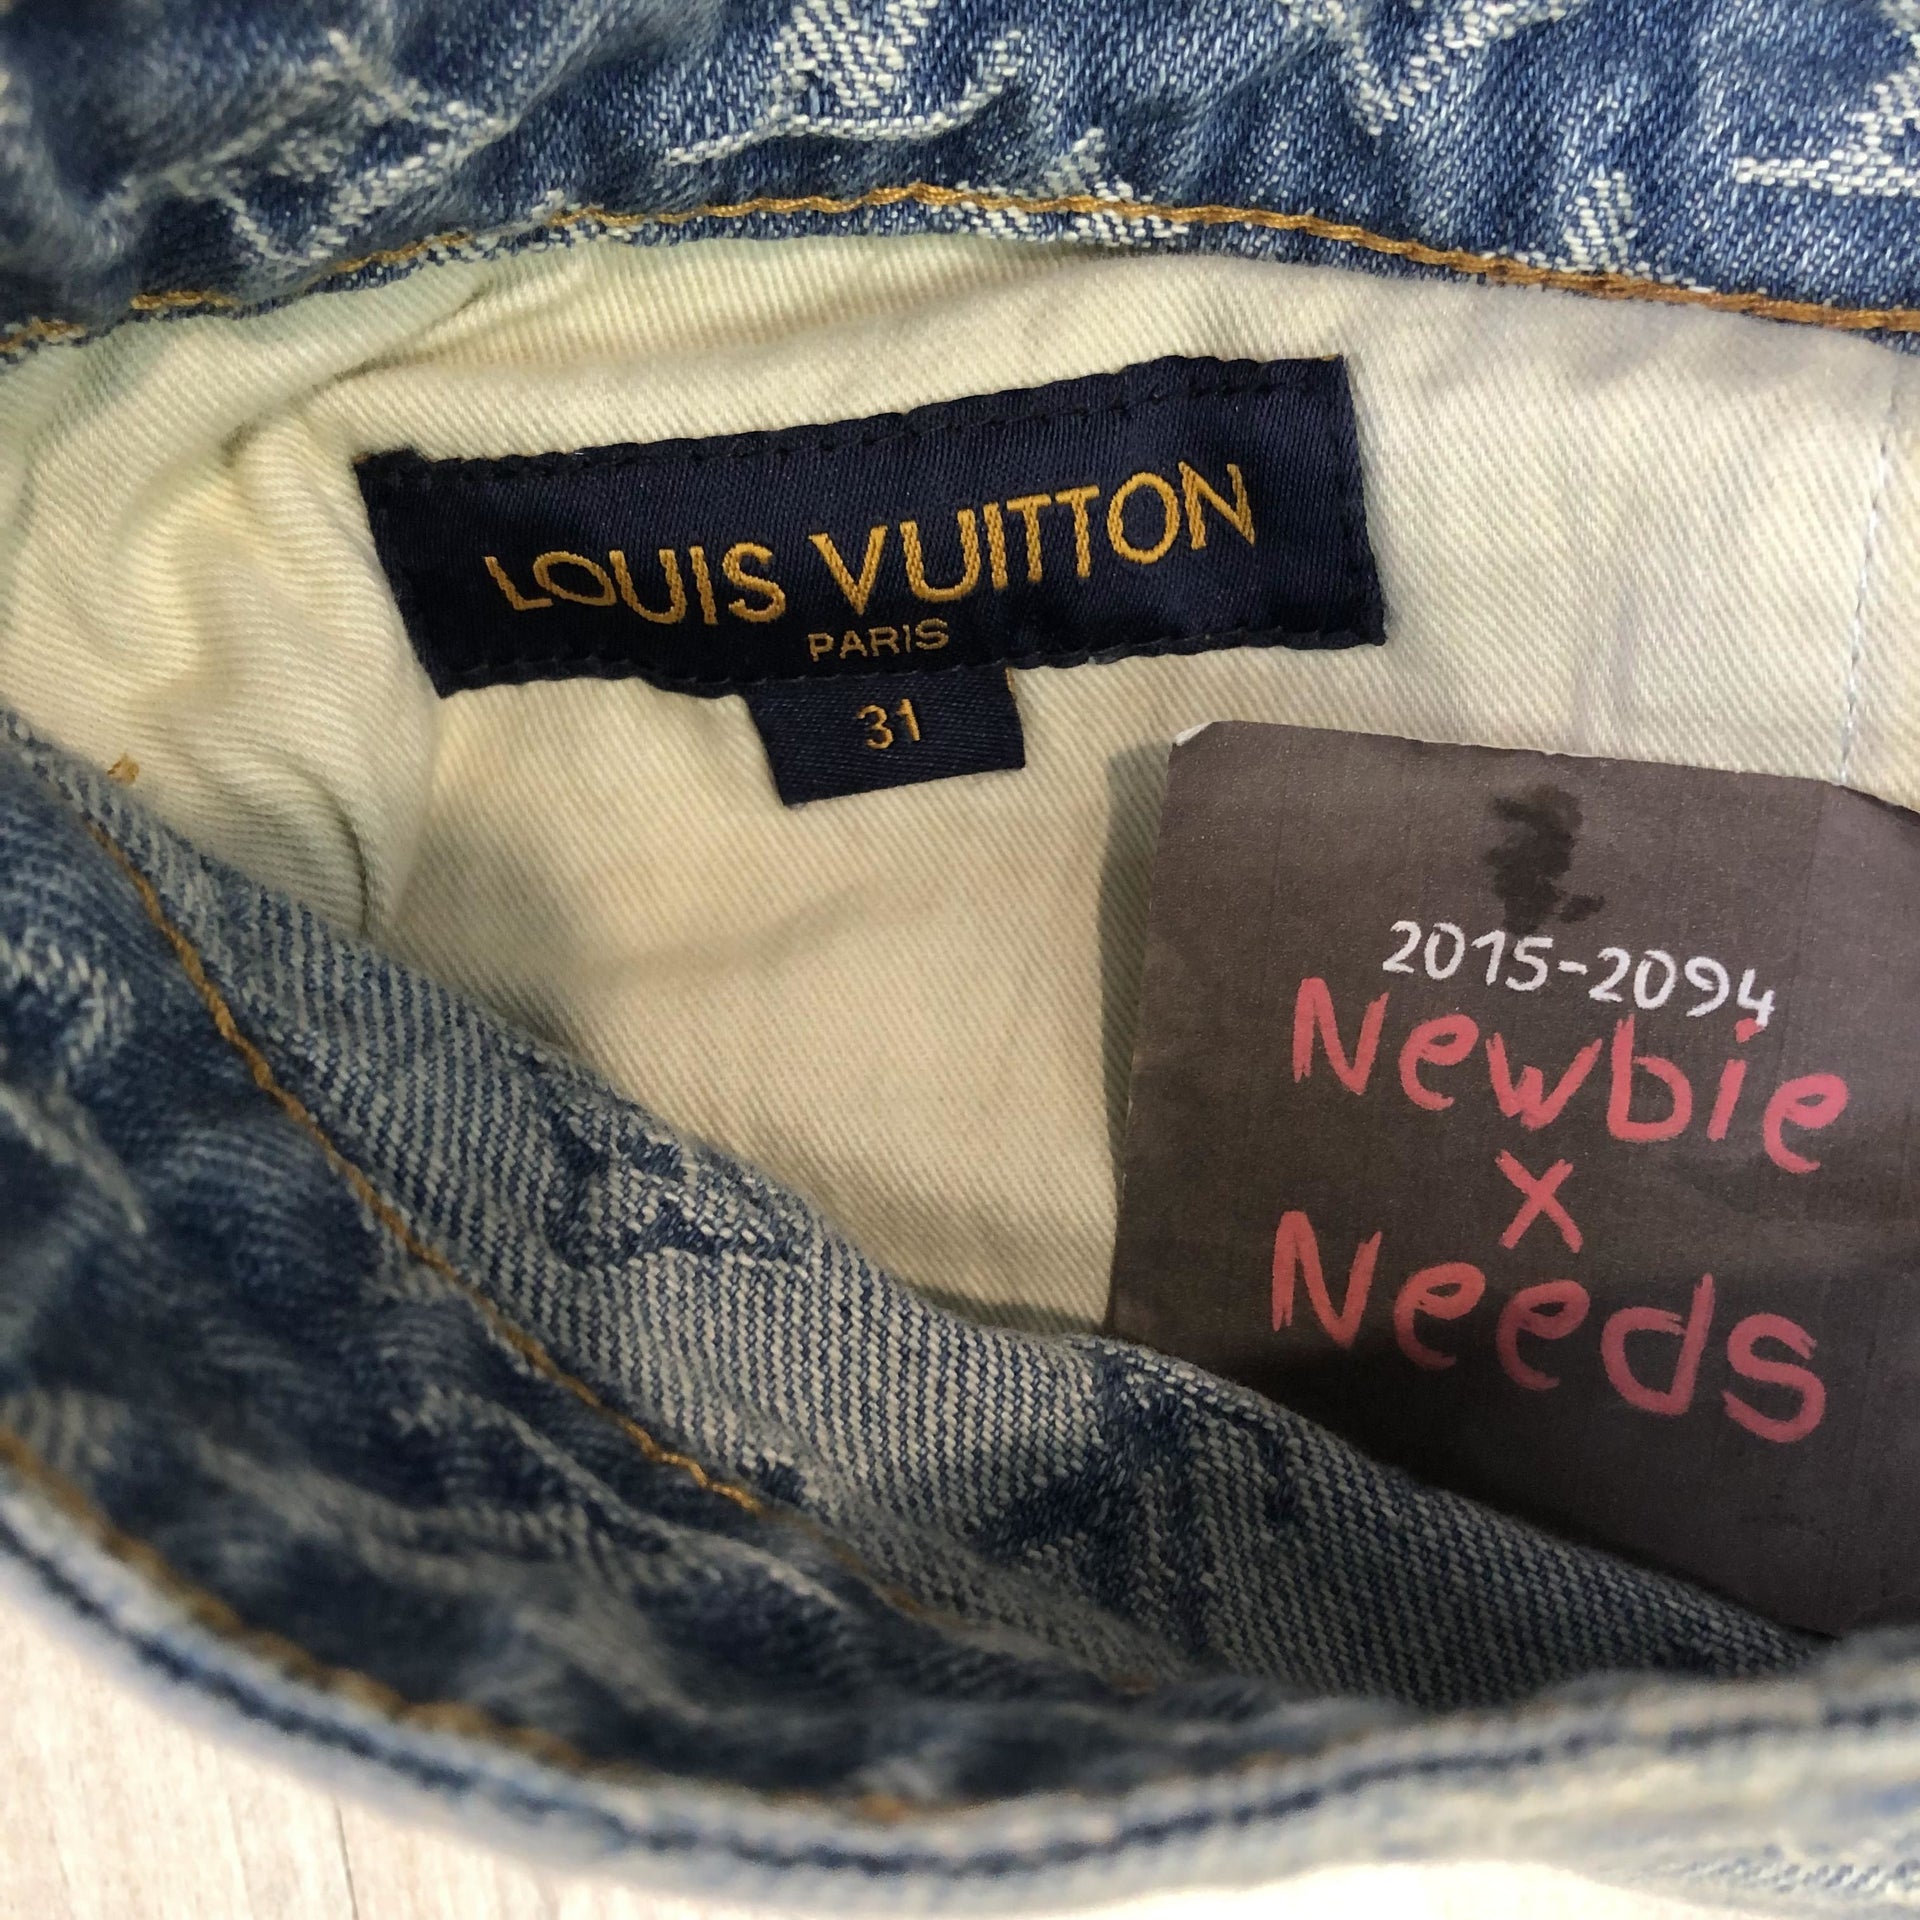 LOUIS VUITTON
PARIS
31
2015-2094
Newbie
x
Needs